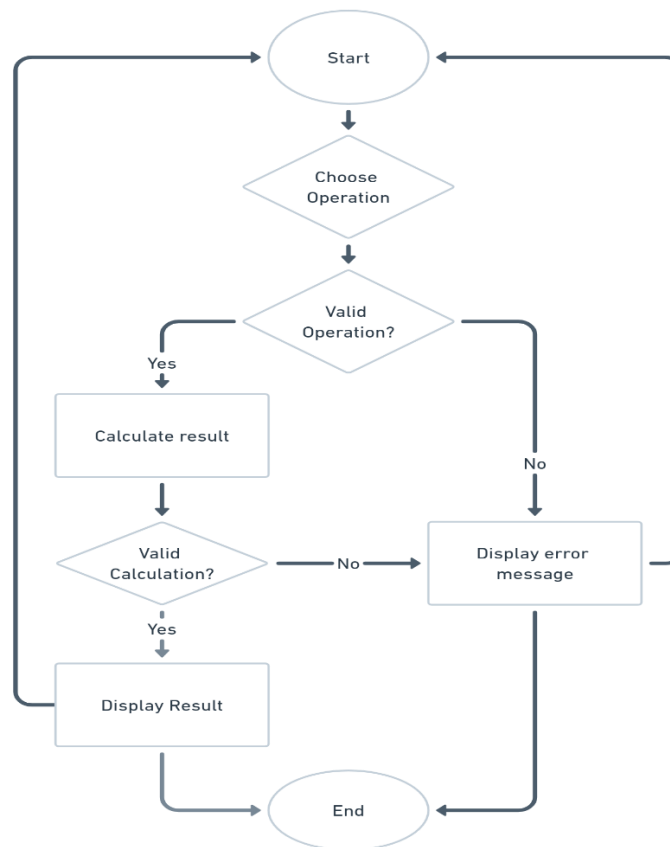 Start
Choose
Operation
Valid
Operation?
Yes
Calculate result
No
Valid
Calculation?
No
Display error
message
Yes
Display Result
End